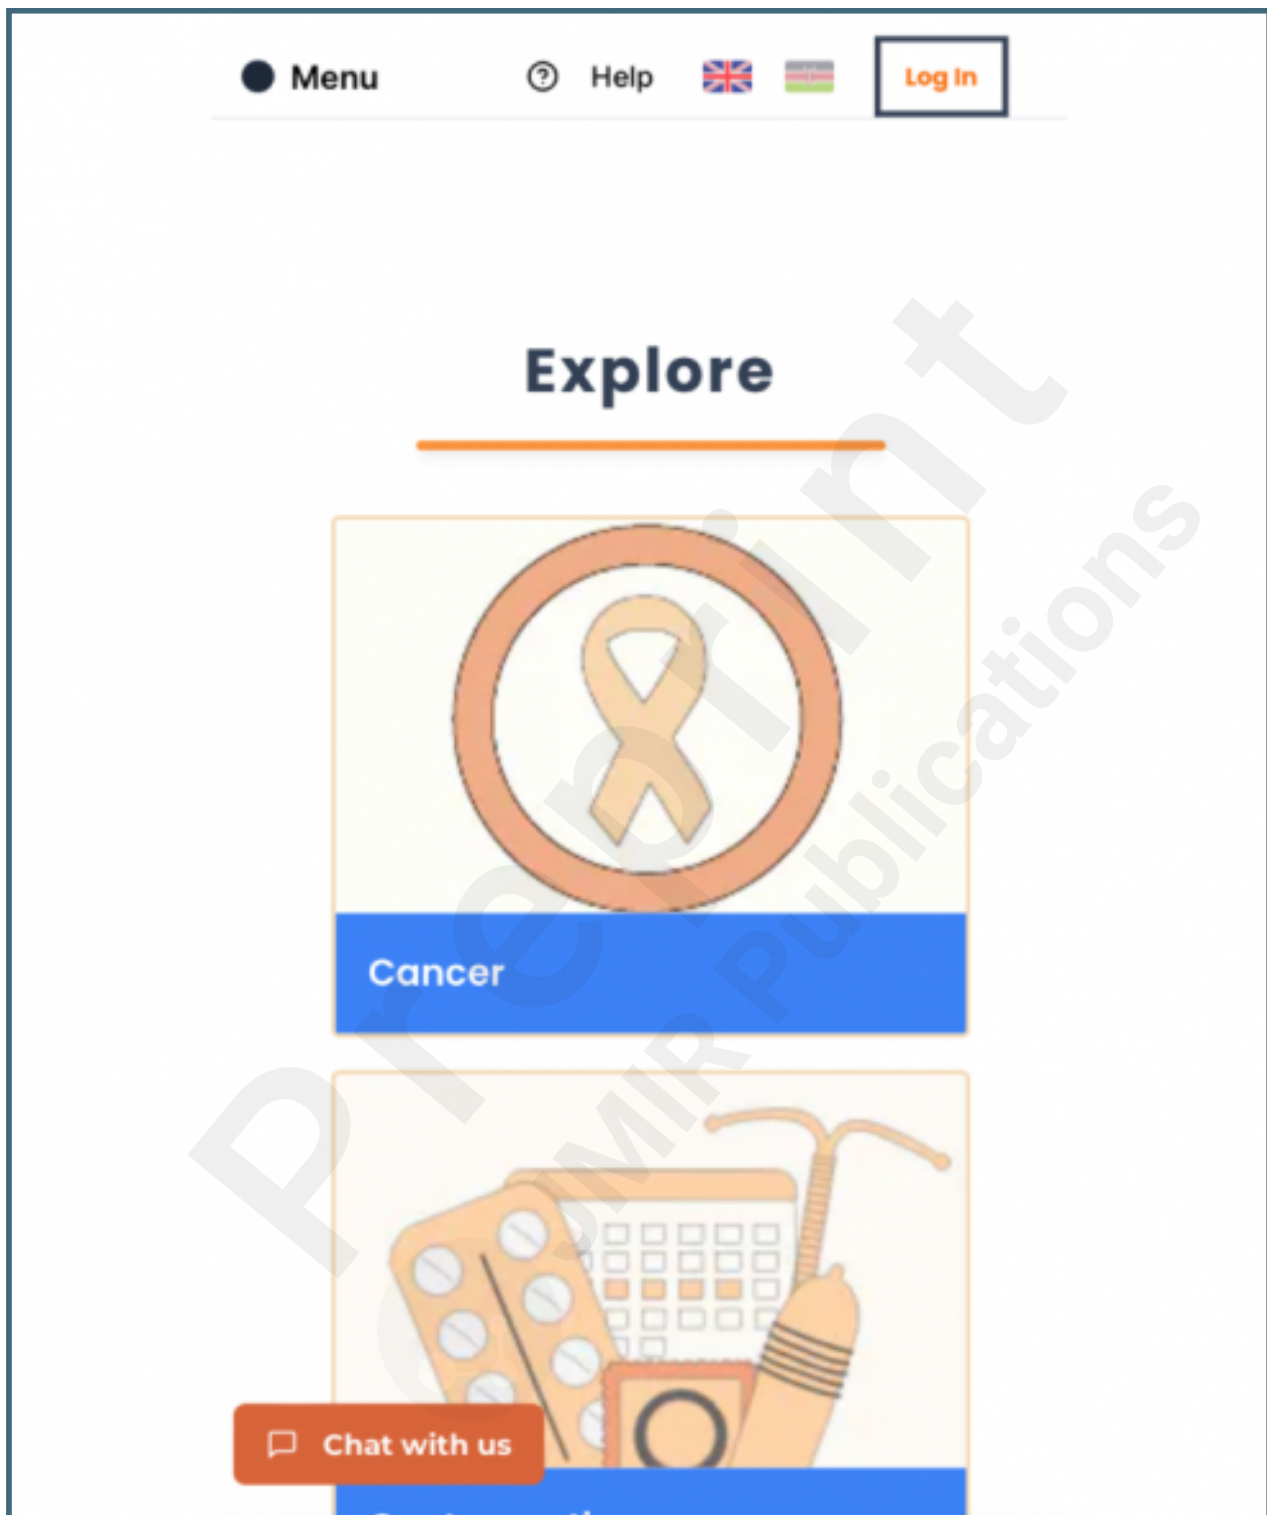 Menu
Help
Log In
Explore
Cancer
Chat with us
Preprint
JMIR Publications